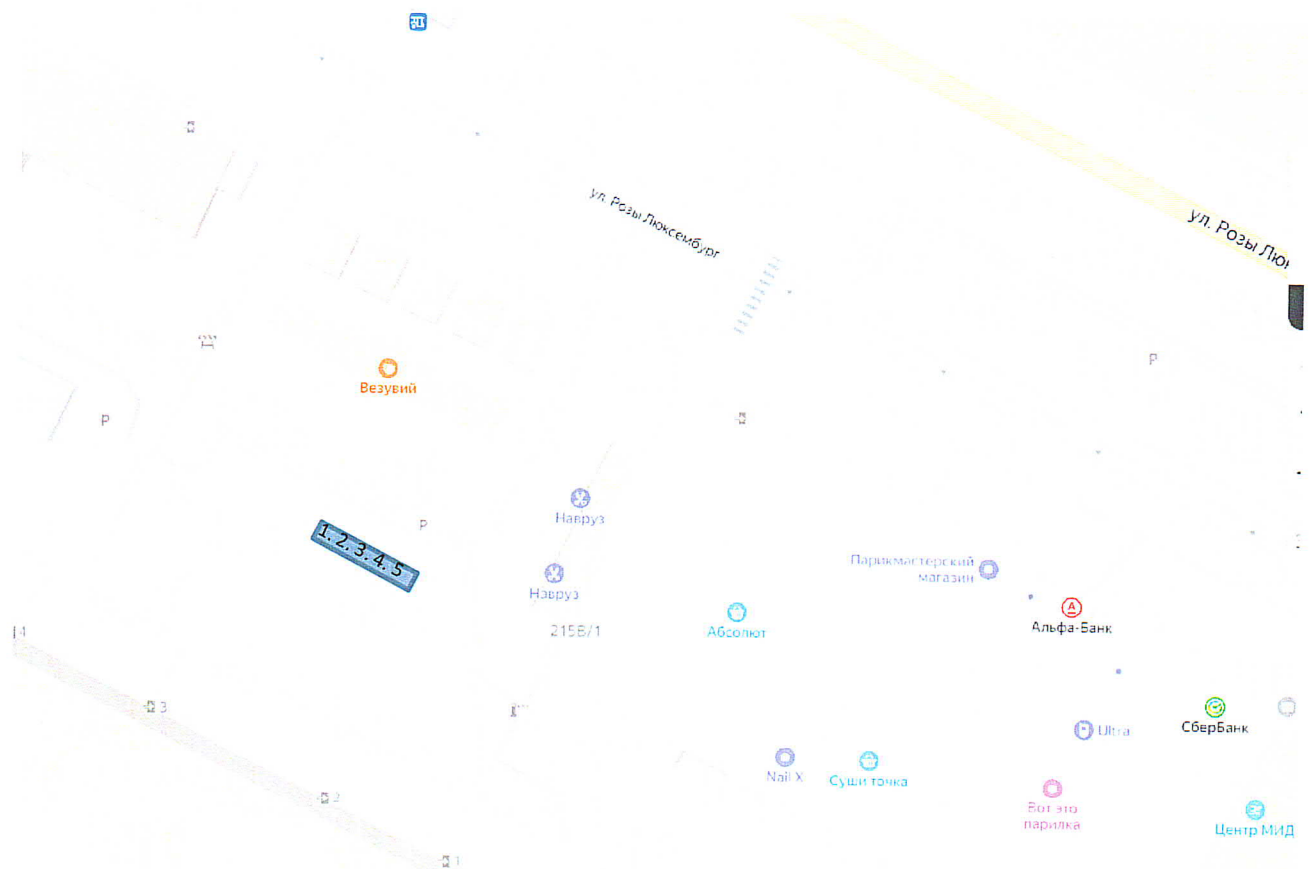 ул. Розы Люксембург
ул. Розы Люк
P
Везувий
P
Навруз
P
1. 2. 3. 4. 5
Парикмастерский
магазин
Навруз
Альфа-Банк
215В/1
Абсолют
4
3
СберБанк
Ultra
Nail X
Суши точка
2
Вот это
парилка
Центр МИД
1